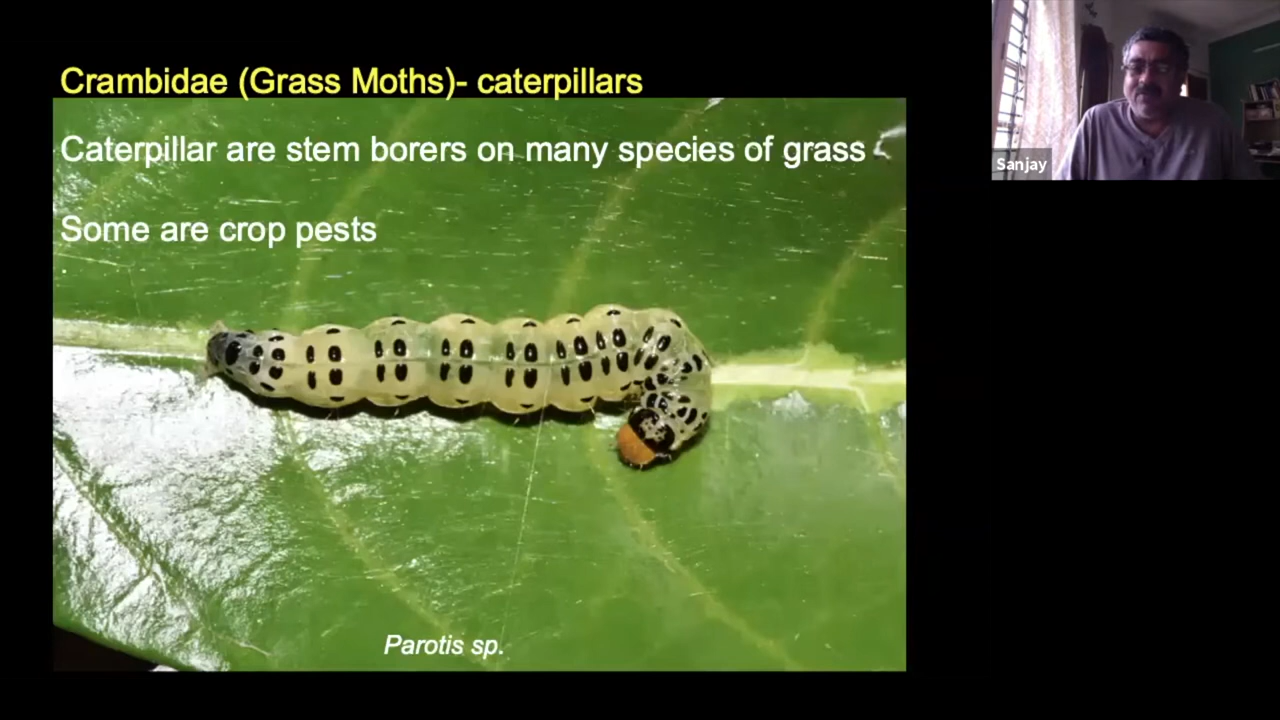 Crambidae (Grass Moths)- caterpillars
Caterpillar are stem borers on many species of grass
Some are crop pests
Parotis sp.
Sanjay